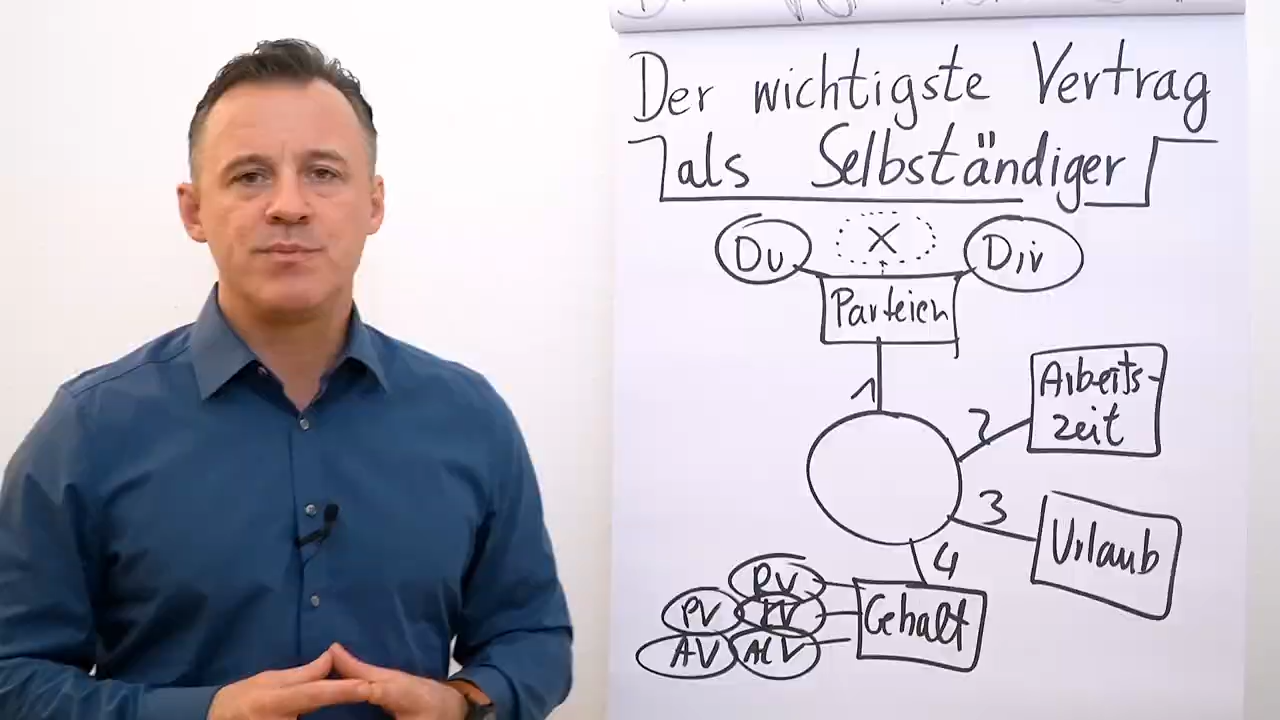 Der wichtigste Vertrag
als Selbständiger
Du
X
Dir
Parteien
1
2
Arbeits-
zeit
3
Urlaub
4
Gehalt
RV
PV
KV
AV
ALV